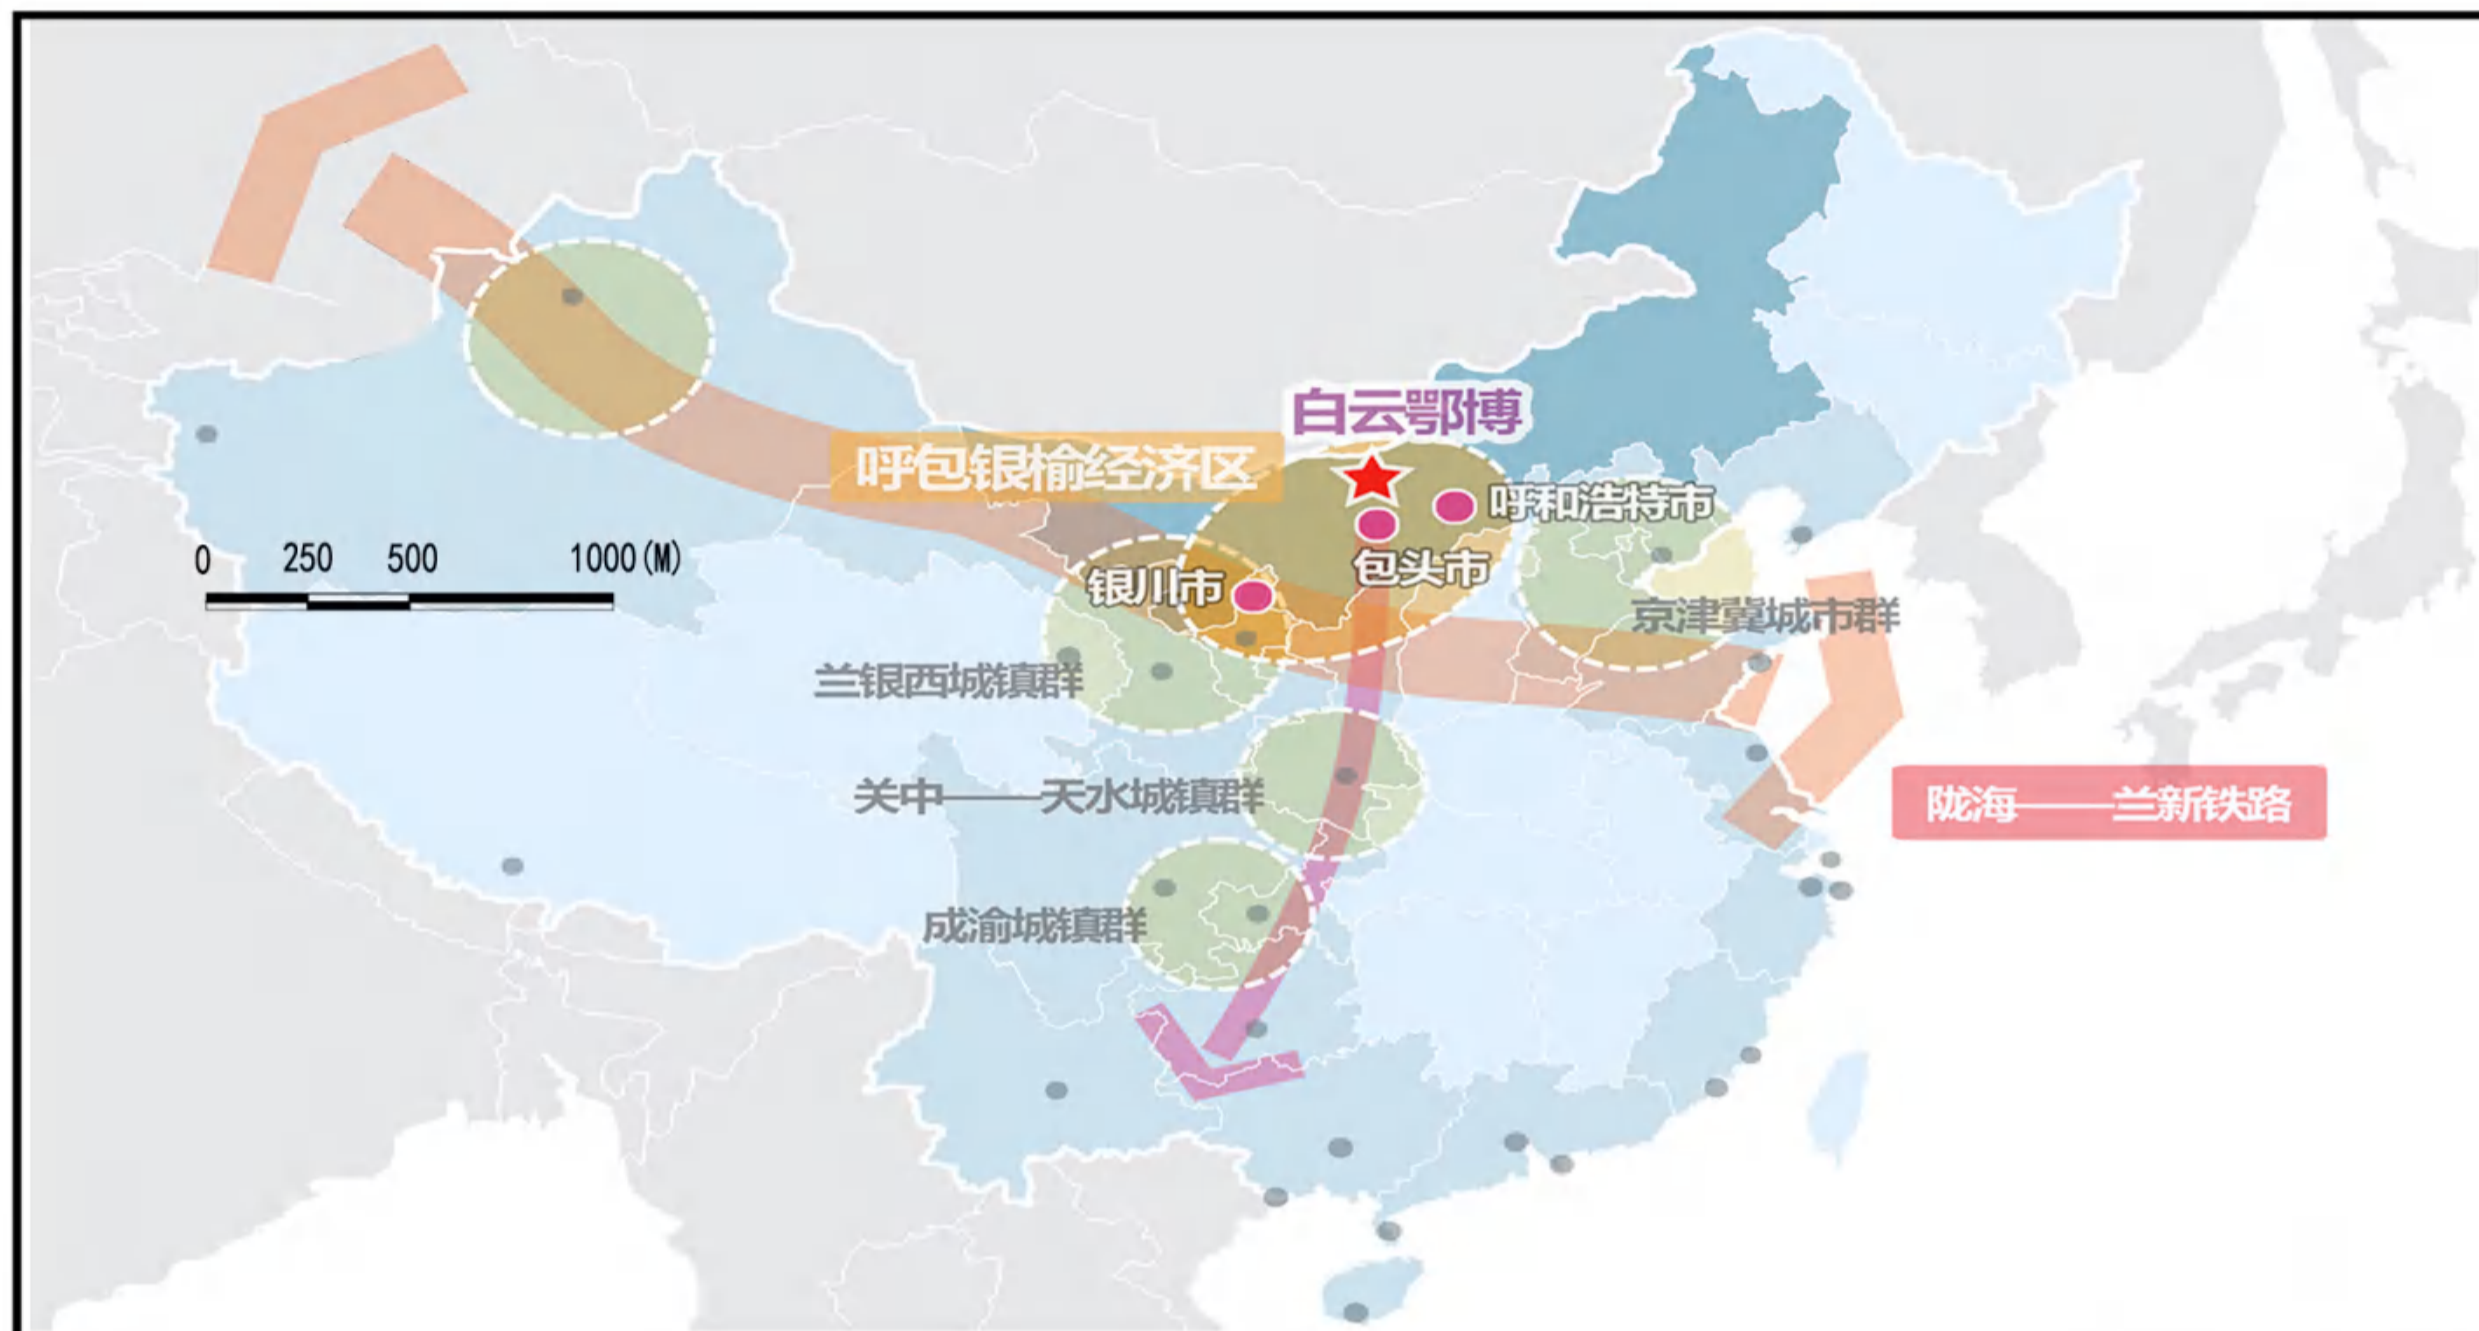 白云鄂博
呼包银榆经济区
呼和浩特市
包头市
银川市
0 250 500 1000(M)
京津冀城市群
兰银西城镇群
关中——天水城镇群
陇海——兰新铁路
成渝城镇群